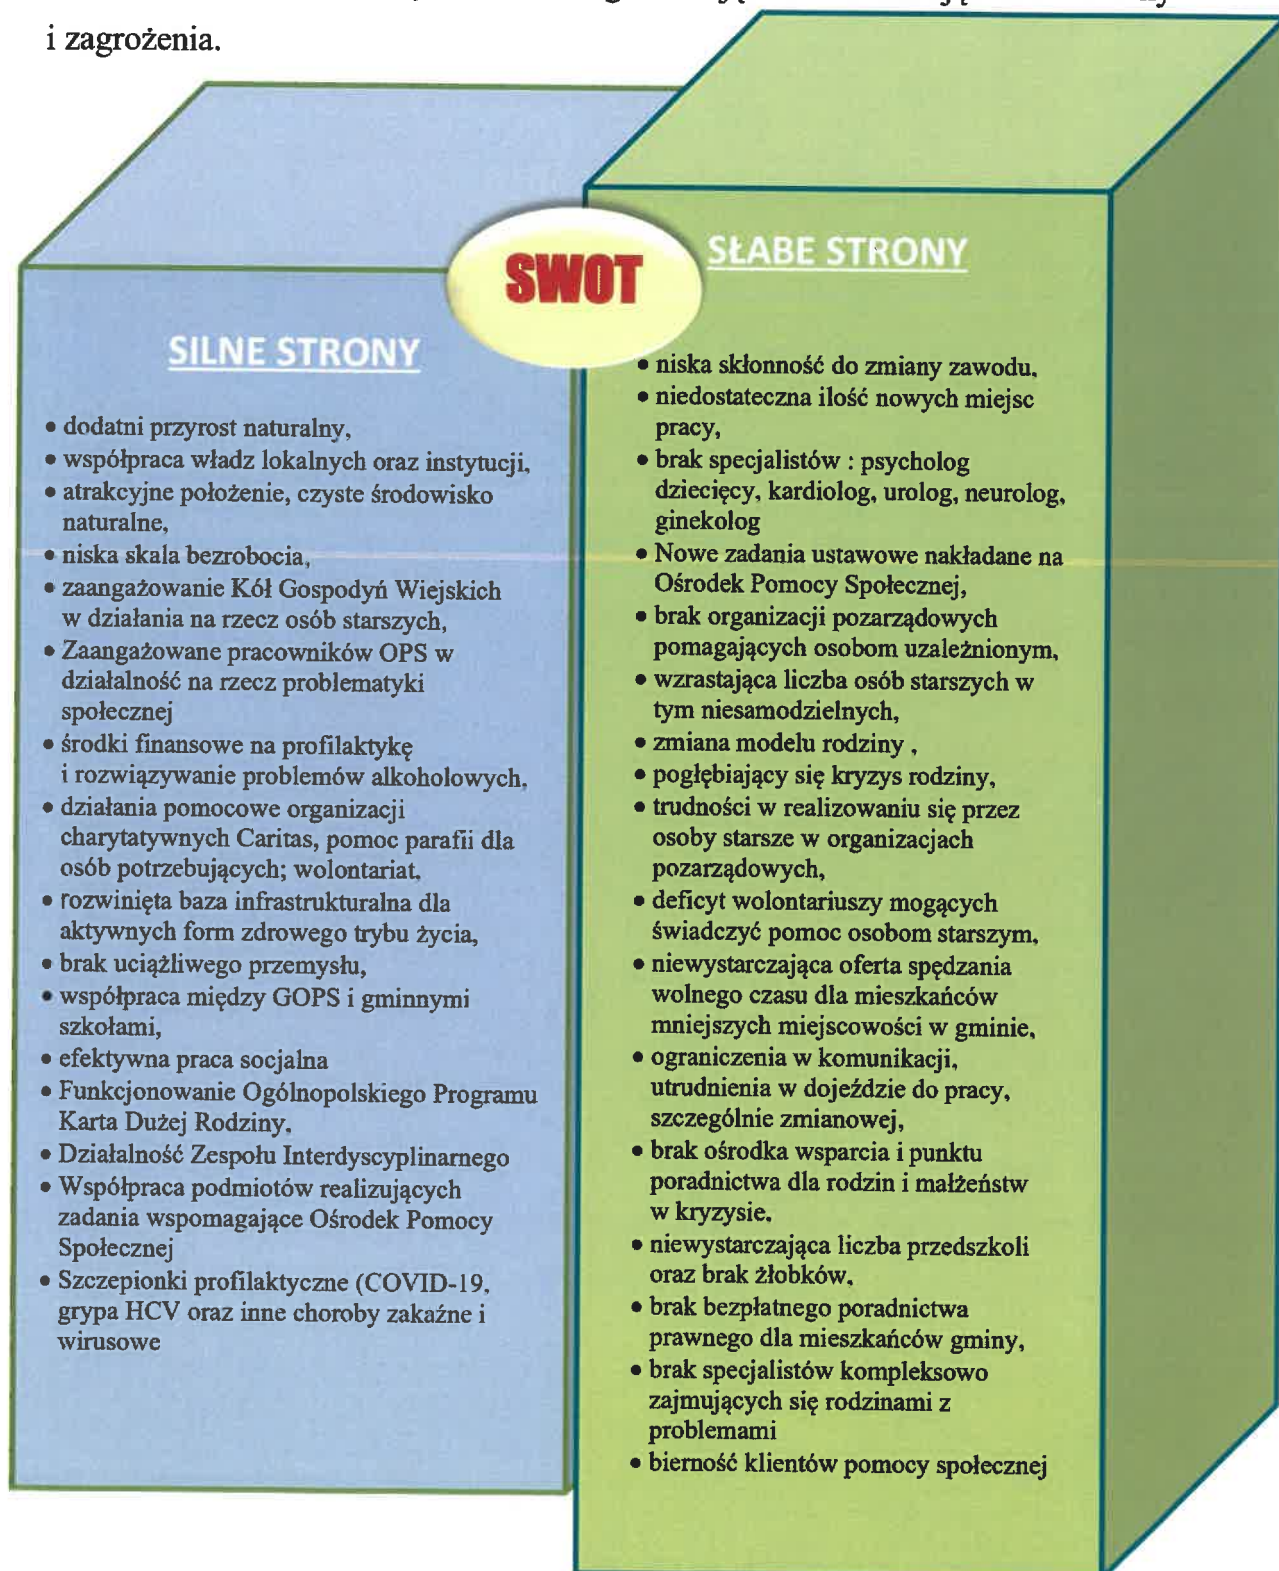 i zagrożenia.
SWOT
SILNE STRONY
• dodatni przyrost naturalny,
• współpraca władz lokalnych oraz instytucji,
• atrakcyjne położenie, czyste środowisko
naturalne,
• niska skala bezrobocia,
• zaangażowanie Kół Gospodyń Wiejskich
w działania na rzecz osób starszych,
• Zaangażowane pracowników OPS w
działalność na rzecz problematyki
społecznej
• środki finansowe na profilaktykę
i rozwiązywanie problemów alkoholowych,
• działania pomocowe organizacji
charytatywnych Caritas, pomoc parafii dla
osób potrzebujących; wolontariat,
• rozwinięta baza infrastrukturalna dla
aktywnych form zdrowego trybu życia,
• brak uciążliwego przemysłu,
• współpraca między GOPS i gminnymi
szkołami,
• efektywna praca socjalna
• Funkcjonowanie Ogólnopolskiego Programu
Karta Dużej Rodziny,
• Działalność Zespołu Interdyscyplinarnego
• Współpraca podmiotów realizujących
zadania wspomagające Ośrodek Pomocy
Społecznej
• Szczepionki profilaktyczne (COVID-19,
grypa HCV oraz inne choroby zakaźne i
wirusowe
SŁABE STRONY
• niska skłonność do zmiany zawodu,
• niedostateczna ilość nowych miejsc
pracy,
• brak specjalistów : psycholog
dziecięcy, kardiolog, urolog, neurolog,
ginekolog
• Nowe zadania ustawowe nakładane na
Ośrodek Pomocy Społecznej,
• brak organizacji pozarządowych
pomagających osobom uzależnionym,
• wzrastająca liczba osób starszych w
tym niesamodzielnych,
• zmiana modelu rodziny ,
• pogłębiający się kryzys rodziny,
• trudności w realizowaniu się przez
osoby starsze w organizacjach
pozarządowych,
• deficyt wolontariuszy mogących
świadczyć pomoc osobom starszym,
• niewystarczająca oferta spędzania
wolnego czasu dla mieszkańców
mniejszych miejscowości w gminie,
• ograniczenia w komunikacji,
utrudnienia w dojeździe do pracy,
szczególnie zmianowej,
• brak ośrodka wsparcia i punktu
poradnictwa dla rodzin i małżeństw
w kryzysie,
• niewystarczająca liczba przedszkoli
oraz brak żłobków,
• brak bezpłatnego poradnictwa
prawnego dla mieszkańców gminy,
• brak specjalistów kompleksowo
zajmujących się rodzinami z
problemami
• bierność klientów pomocy społecznej